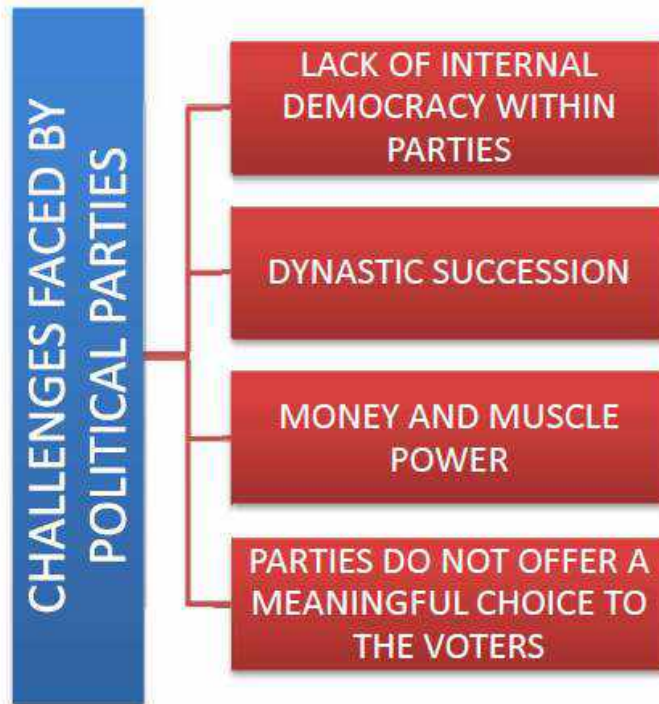 CHALLENGES FACED BY
POLITICAL PARTIES
LACK OF INTERNAL
DEMOCRACY WITHIN
PARTIES
DYNASTIC SUCCESSION
MONEY AND MUSCLE
POWER
PARTIES DO NOT OFFER A
MEANINGFUL CHOICE TO
THE VOTERS